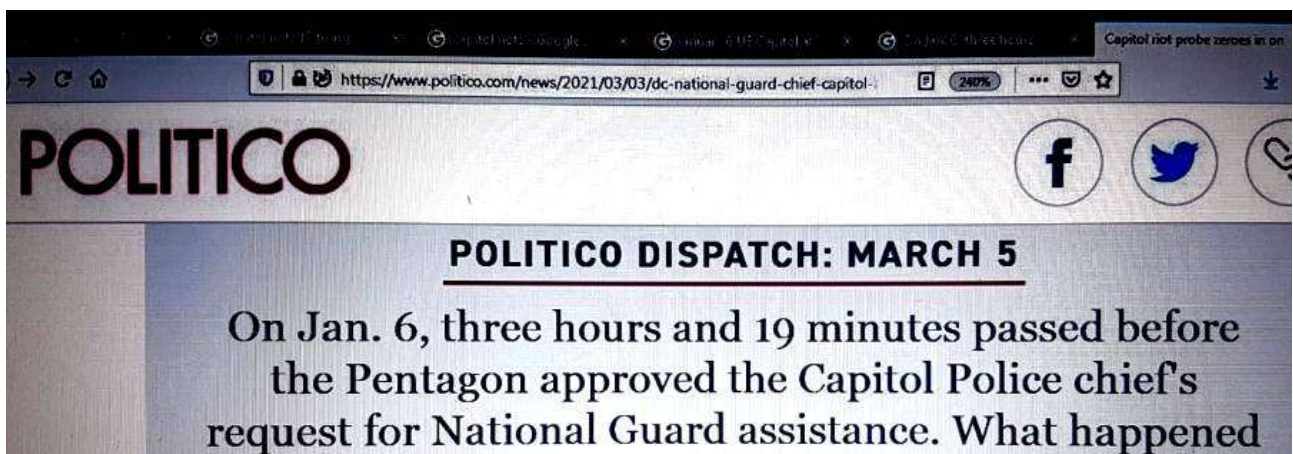 Capitol riot probe zeroes in on
https://www.politico.com/news/2021/03/03/dc-national-guard-chief-capitol-
240%
POLITICO
POLITICO DISPATCH: MARCH 5
On Jan. 6, three hours and 19 minutes passed before
the Pentagon approved the Capitol Police chief's
request for National Guard assistance. What happened